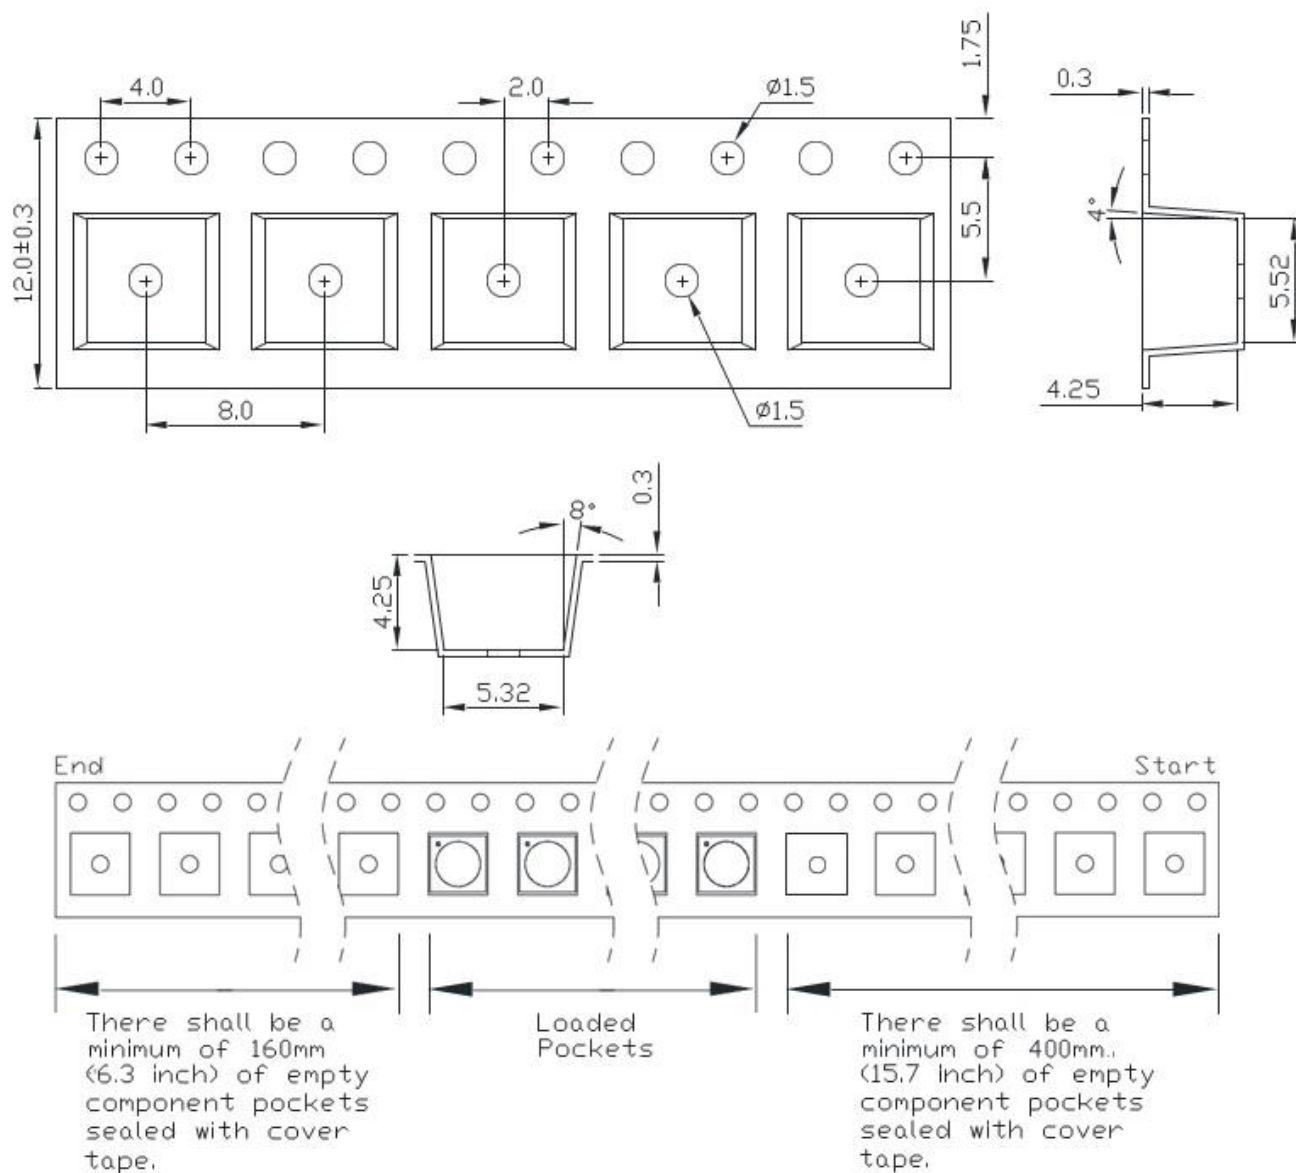 1.75
4.0
2.0
ø1.5
0.3
12.0±0.3
5.5
4°
5.52
8.0
ø1.5
4.25
8°
0.3
4.25
5.32
End
Start
There shall be a
minimum of 160mm
(6.3 inch) of empty
component pockets
sealed with cover
tape.
Loaded
Pockets
There shall be a
minimum of 400mm.
(15.7 inch) of empty
component pockets
sealed with cover
tape.